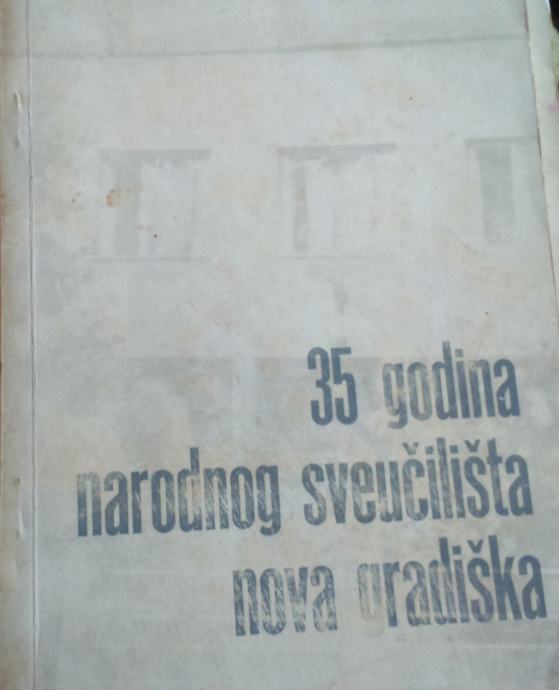 35 godina
narodnog sveučilišta
nova gradiška